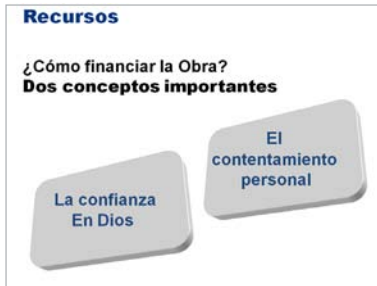 Recursos
¿Cómo financiar la Obra?
Dos conceptos importantes
La confianza
En Dios
El
contentamiento
personal